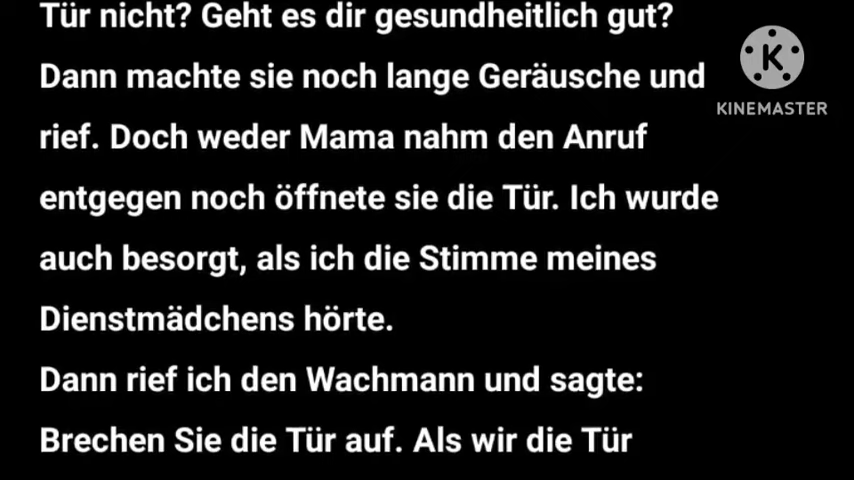 Tür nicht? Geht es dir gesundheitlich gut?
Dann machte sie noch lange Geräusche und
rief. Doch weder Mama nahm den Anruf
entgegen noch öffnete sie die Tür. Ich wurde
auch besorgt, als ich die Stimme meines
Dienstmädchens hörte.
Dann rief ich den Wachmann und sagte:
Brechen Sie die Tür auf. Als wir die Tür
K
KINEMASTER